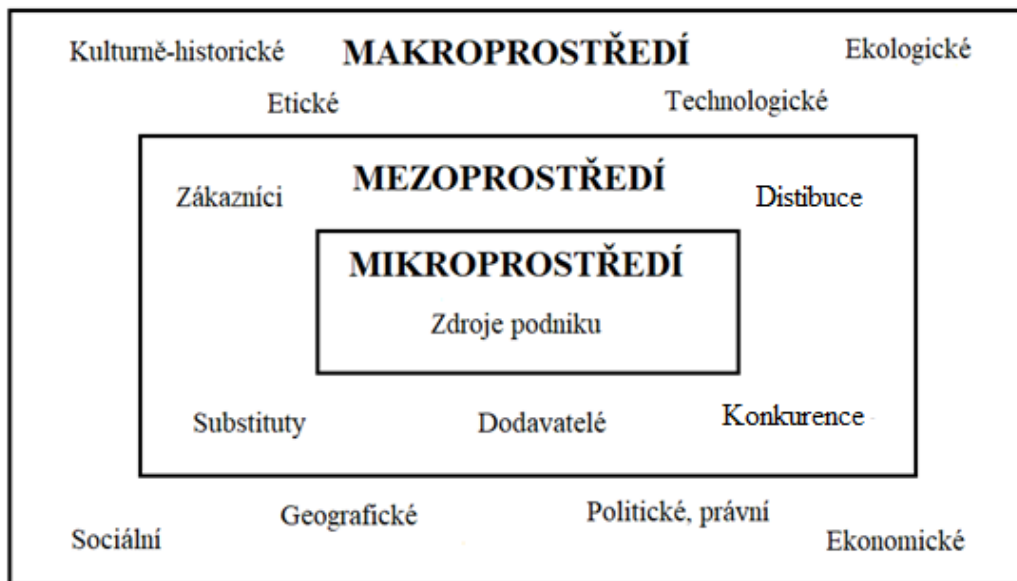 Kulturně-historické
MAKROPROSTŘEDÍ
Ekologické
Etické
Technologické
MEZOPROSTŘEDÍ
Zákazníci
Distibuce
MIKROPROSTŘEDÍ
Zdroje podniku
Substituty
Dodavatelé
Konkurence
Geografické
Politické, právní
Sociální
Ekonomické